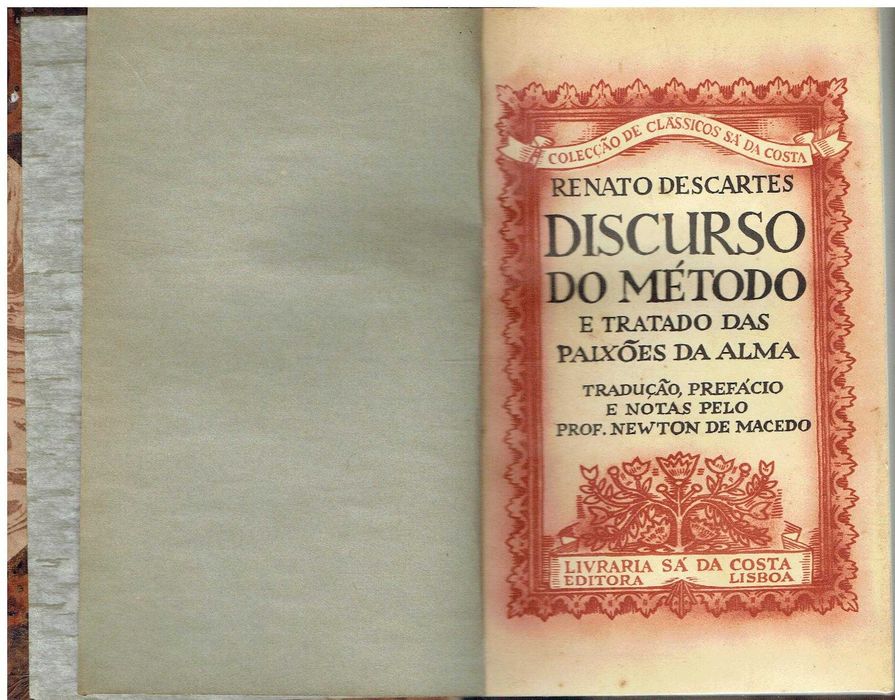 COLECÇÃO DE CLÁSSICOS SÁ DA COSTA
RENATO DESCARTES
DISCURSO
DO MÉTODO
E TRATADO DAS
PAIXÕES DA ALMA
TRADUÇÃO, PREFÁCIO
E NOTAS PELO
PROF. NEWTON DE MACEDO
LIVRARIA SÁ DA COSTA
EDITORA LISBOA